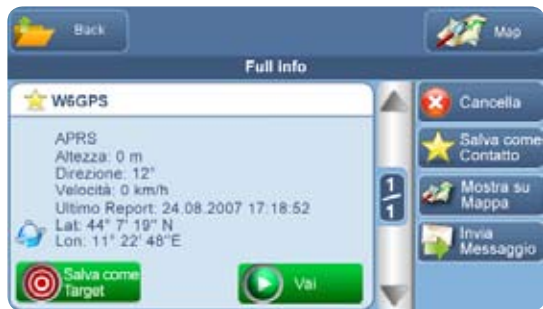 Back
Map
Full info
W6GPS
APRS
Altezza: 0 m
Direzione: 12°
Velocità: 0 km/h
Ultimo Report: 24.08.2007 17:18:52
Lat: 44° 7' 19" N
Lon: 11° 22' 48"E
Salva come
Target
Vai
1
1
Cancella
Salva come
Contatto
Mostra su
Mappa
Invia
Messaggio